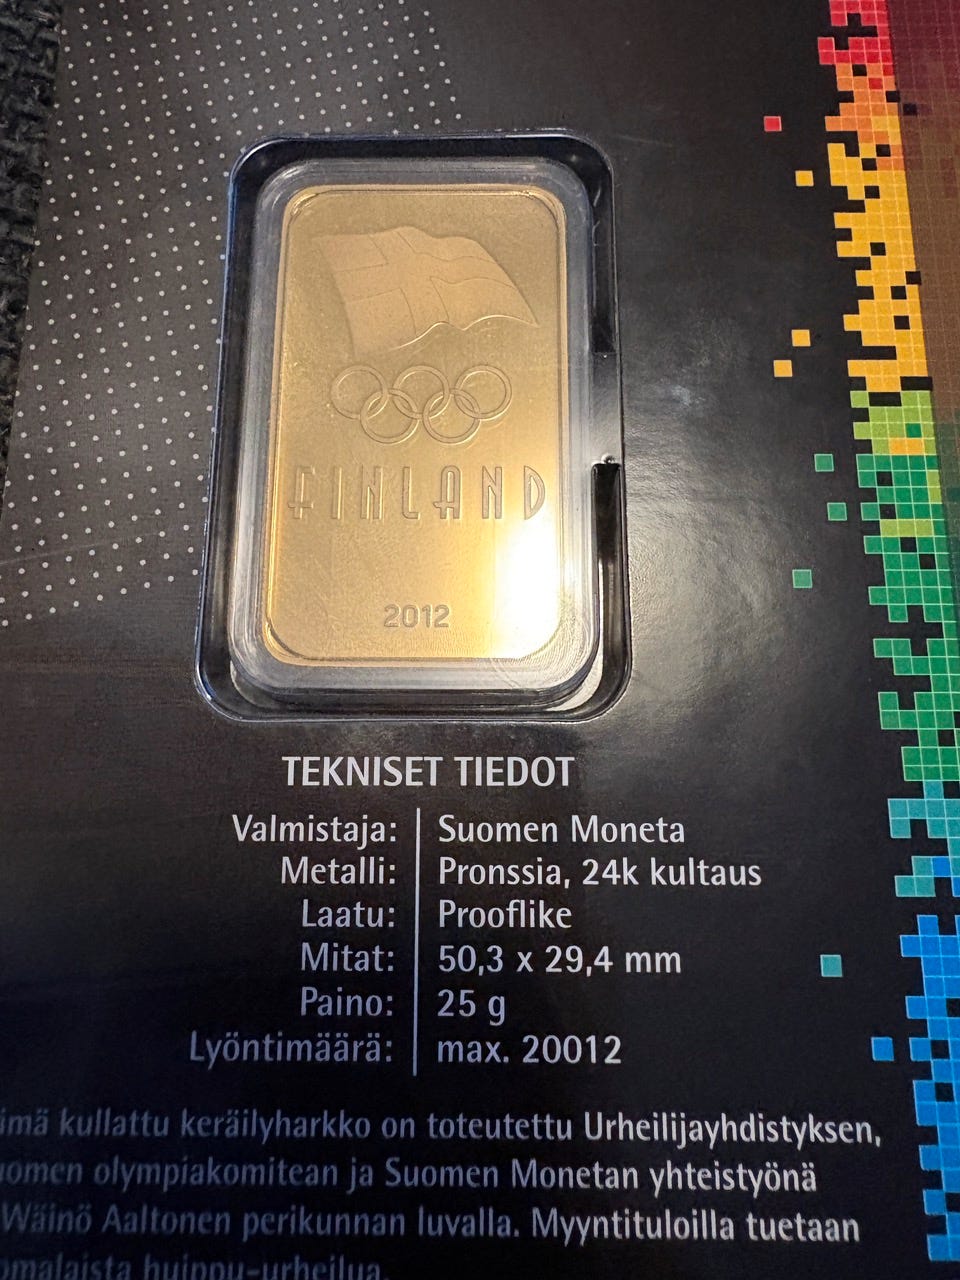 FINLAND
2012
TEKNISET TIEDOT
Valmistaja: Suomen Moneta
Metalli: Pronssia, 24k kultaus
Laatu: Prooflike
Mitat: 50,3 x 29,4 mm
Paino: 25 g
Lyöntimäärä: max. 20012
kullattu keräilyharkko on toteutettu Urheilijayhdistyksen,
olympiakomitean ja Suomen Monetan yhteistyönä
Wäinö Aaltonen perikunnan luvalla. Myyntituloilla tuetaan
huippu-urheilua.